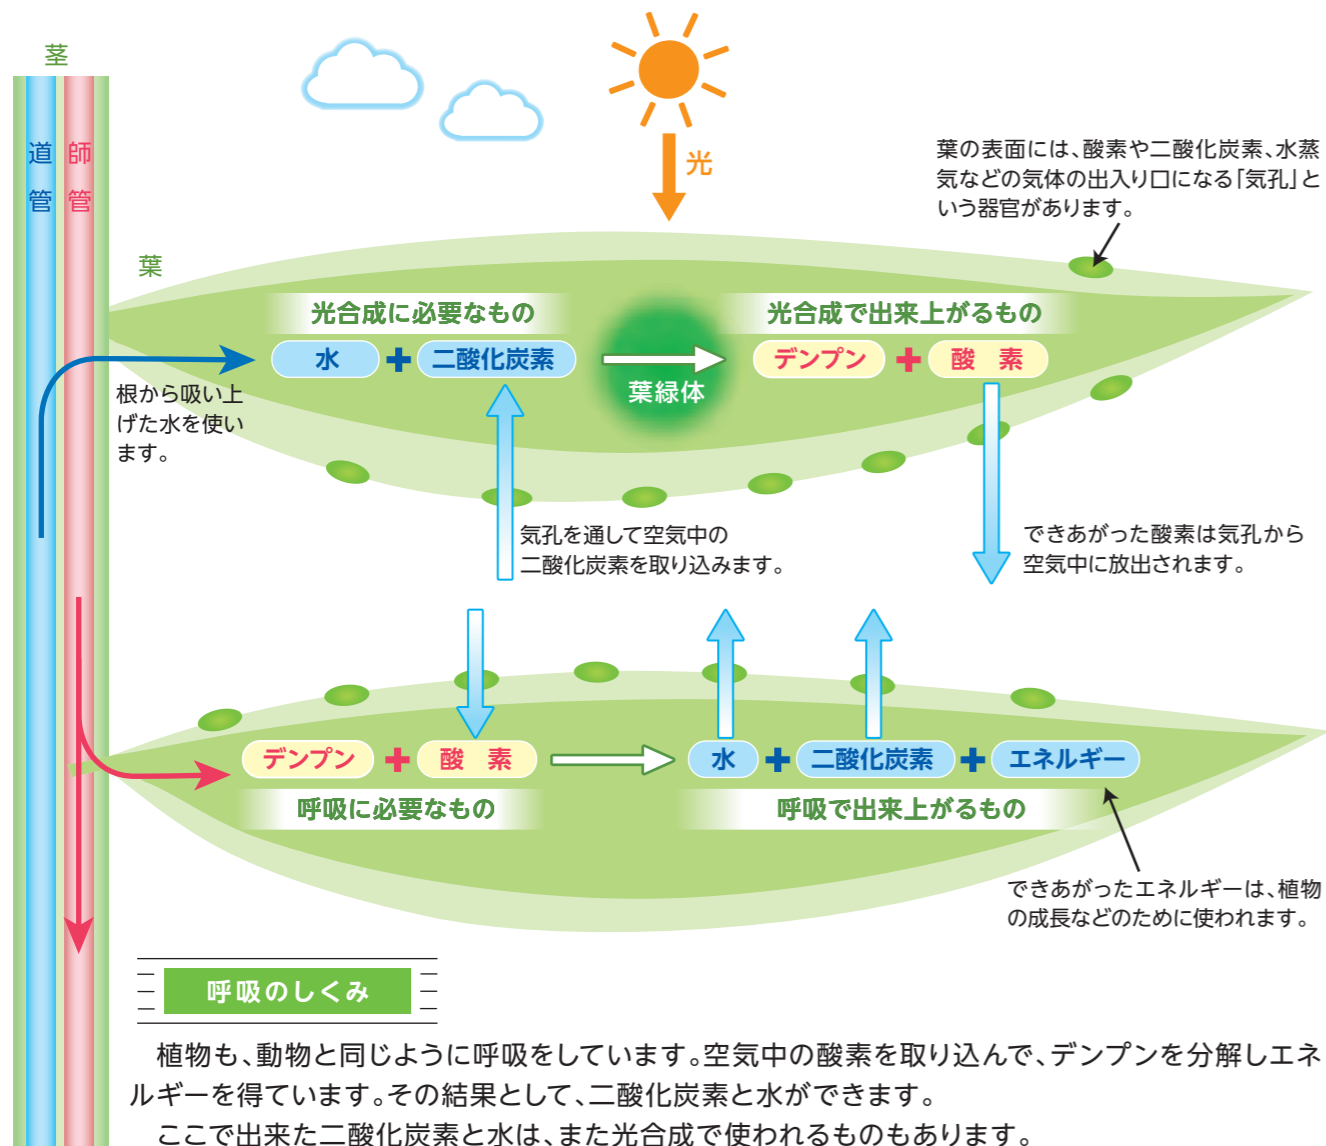 茎
道管
師管
光
葉の表面には、酸素や二酸化炭素、水蒸
気などの気体の出入り口になる「気孔」と
いう器官があります。
葉
光合成に必要なもの
光合成で出来上がるもの
水 + 二酸化炭素
デンプン + 酸 素
葉緑体
根から吸い上
げた水を使い
ます。
気孔を通して空気中の
二酸化炭素を取り込みます。
できあがった酸素は気孔から
空気中に放出されます。
デンプン + 酸 素
水 + 二酸化炭素 + エネルギー
呼吸に必要なもの
呼吸で出来上がるもの
できあがったエネルギーは、植物
の成長などのために使われます。
呼吸のしくみ
植物も、動物と同じように呼吸をしています。空気中の酸素を取り込んで、デンプンを分解しエネ
ルギーを得ています。その結果として、二酸化炭素と水ができます。
ここで出来た二酸化炭素と水は、また光合成で使われるものもあります。